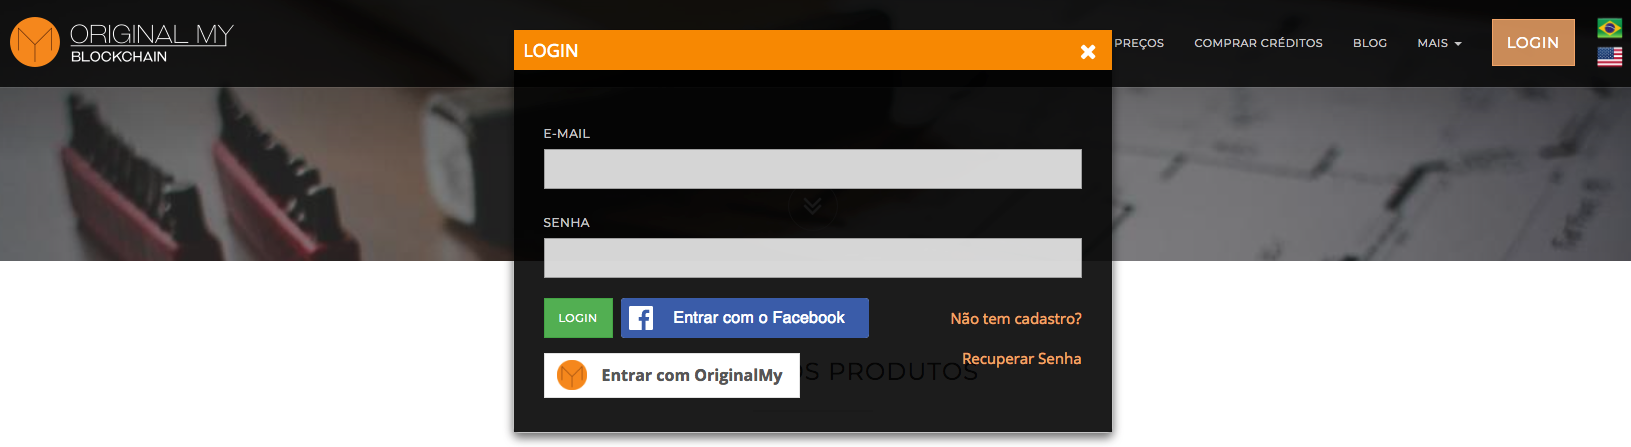 ORIGINAL MY
BLOCKCHAIN
PREÇOS
COMPRAR CRÉDITOS
BLOG
MAIS
LOGIN
LOGIN
E-MAIL
SENHA
LOGIN
Entrar com o Facebook
Não tem cadastro?
Recuperar Senha
Entrar com OriginalMy
OS PRODUTOS